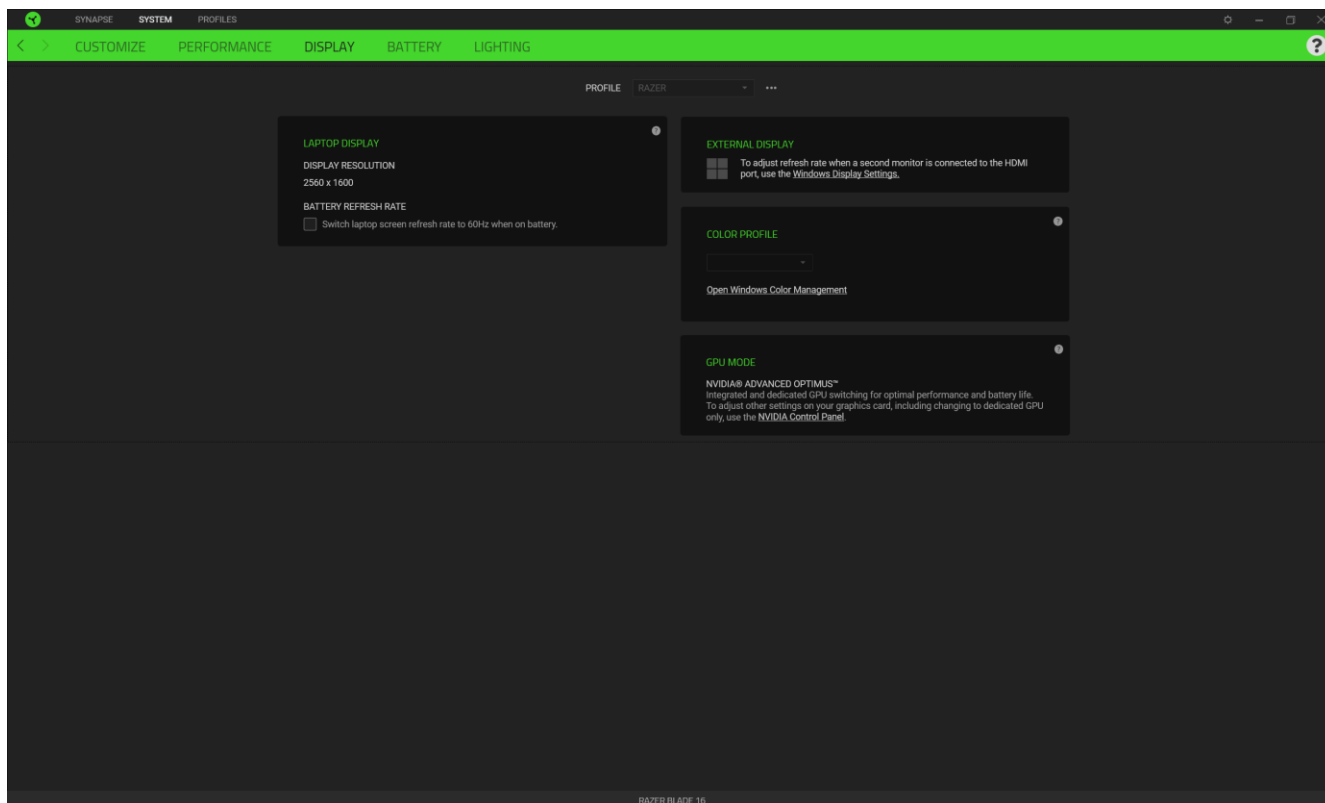 SYNAPSE SYSTEM PROFILES
CUSTOMIZE PERFORMANCE DISPLAY BATTERY LIGHTING ?
PROFILE RAZER
LAPTOP DISPLAY ?
DISPLAY RESOLUTION
2560 x 1600
BATTERY REFRESH RATE
Switch laptop screen refresh rate to 60Hz when on battery.
EXTERNAL DISPLAY
To adjust refresh rate when a second monitor is connected to the HDMI
port, use the Windows Display Settings.
COLOR PROFILE ?
Open Windows Color Management
GPU MODE ?
NVIDIA® ADVANCED OPTIMUS™
Integrated and dedicated GPU switching for optimal performance and battery life.
To adjust other settings on your graphics card, including changing to dedicated GPU
only, use the NVIDIA Control Panel.
RAZER BLADE 16